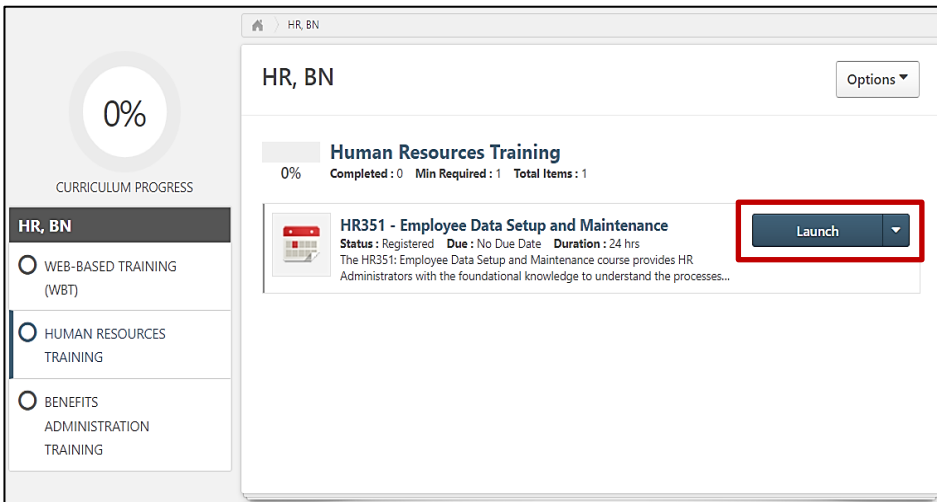 HR, BN
0%
CURRICULUM PROGRESS
HR, BN
WEB-BASED TRAINING
(WBT)
HUMAN RESOURCES
TRAINING
BENEFITS
ADMINISTRATION
TRAINING
HR, BN
Options
Human Resources Training
0% Completed : 0 Min Required : 1 Total Items : 1
HR351 - Employee Data Setup and Maintenance
Status : Registered Due : No Due Date Duration : 24 hrs
The HR351: Employee Data Setup and Maintenance course provides HR
Administrators with the foundational knowledge to understand the processes...
Launch